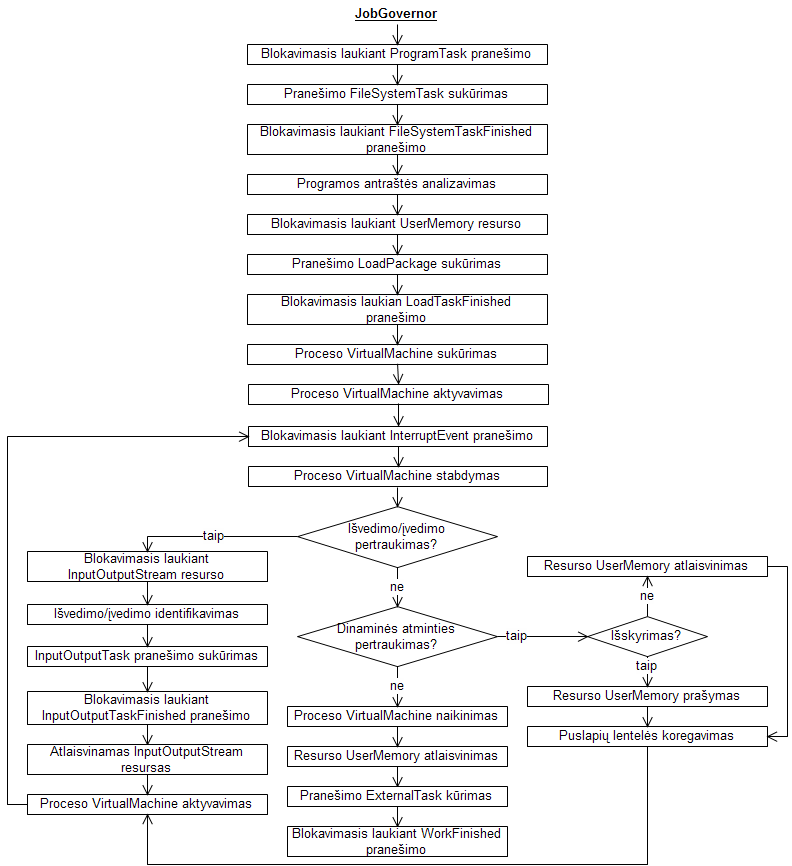 JobGovernor
Blokavimasis laukiant ProgramTask pranešimo
Pranešimo FileSystemTask sukūrimas
Blokavimasis laukiant FileSystemTaskFinished
pranešimo
Programos antraštės analizavimas
Blokavimasis laukiant UserMemory resurso
Pranešimo LoadPackage sukūrimas
Blokavimasis laukian LoadTaskFinished
pranešimo
Proceso VirtualMachine sukūrimas
Proceso VirtualMachine aktyvavimas
Blokavimasis laukiant InterruptEvent pranešimo
Proceso VirtualMachine stabdymas
Išvedimo/įvedimo
pertraukimas?
taip
Blokavimasis laukiant
InputOutputStream resurso
Išvedimo/įvedimo identifikavimas
InputOutputTask pranešimo sukūrimas
Blokavimasis laukiant
InputOutputTaskFinished pranešimo
Atlaisvinamas InputOutputStream
resursas
Proceso VirtualMachine aktyvavimas
ne
Dinaminės atminties
pertraukimas?
taip
Išskyrimas?
ne
Resurso UserMemory atlaisvinimas
taip
Resurso UserMemory prašymas
Puslapių lentelės koregavimas
ne
Proceso VirtualMachine naikinimas
Resurso UserMemory atlaisvinimas
Pranešimo ExternalTask kūrimas
Blokavimasis laukiant WorkFinished
pranešimo